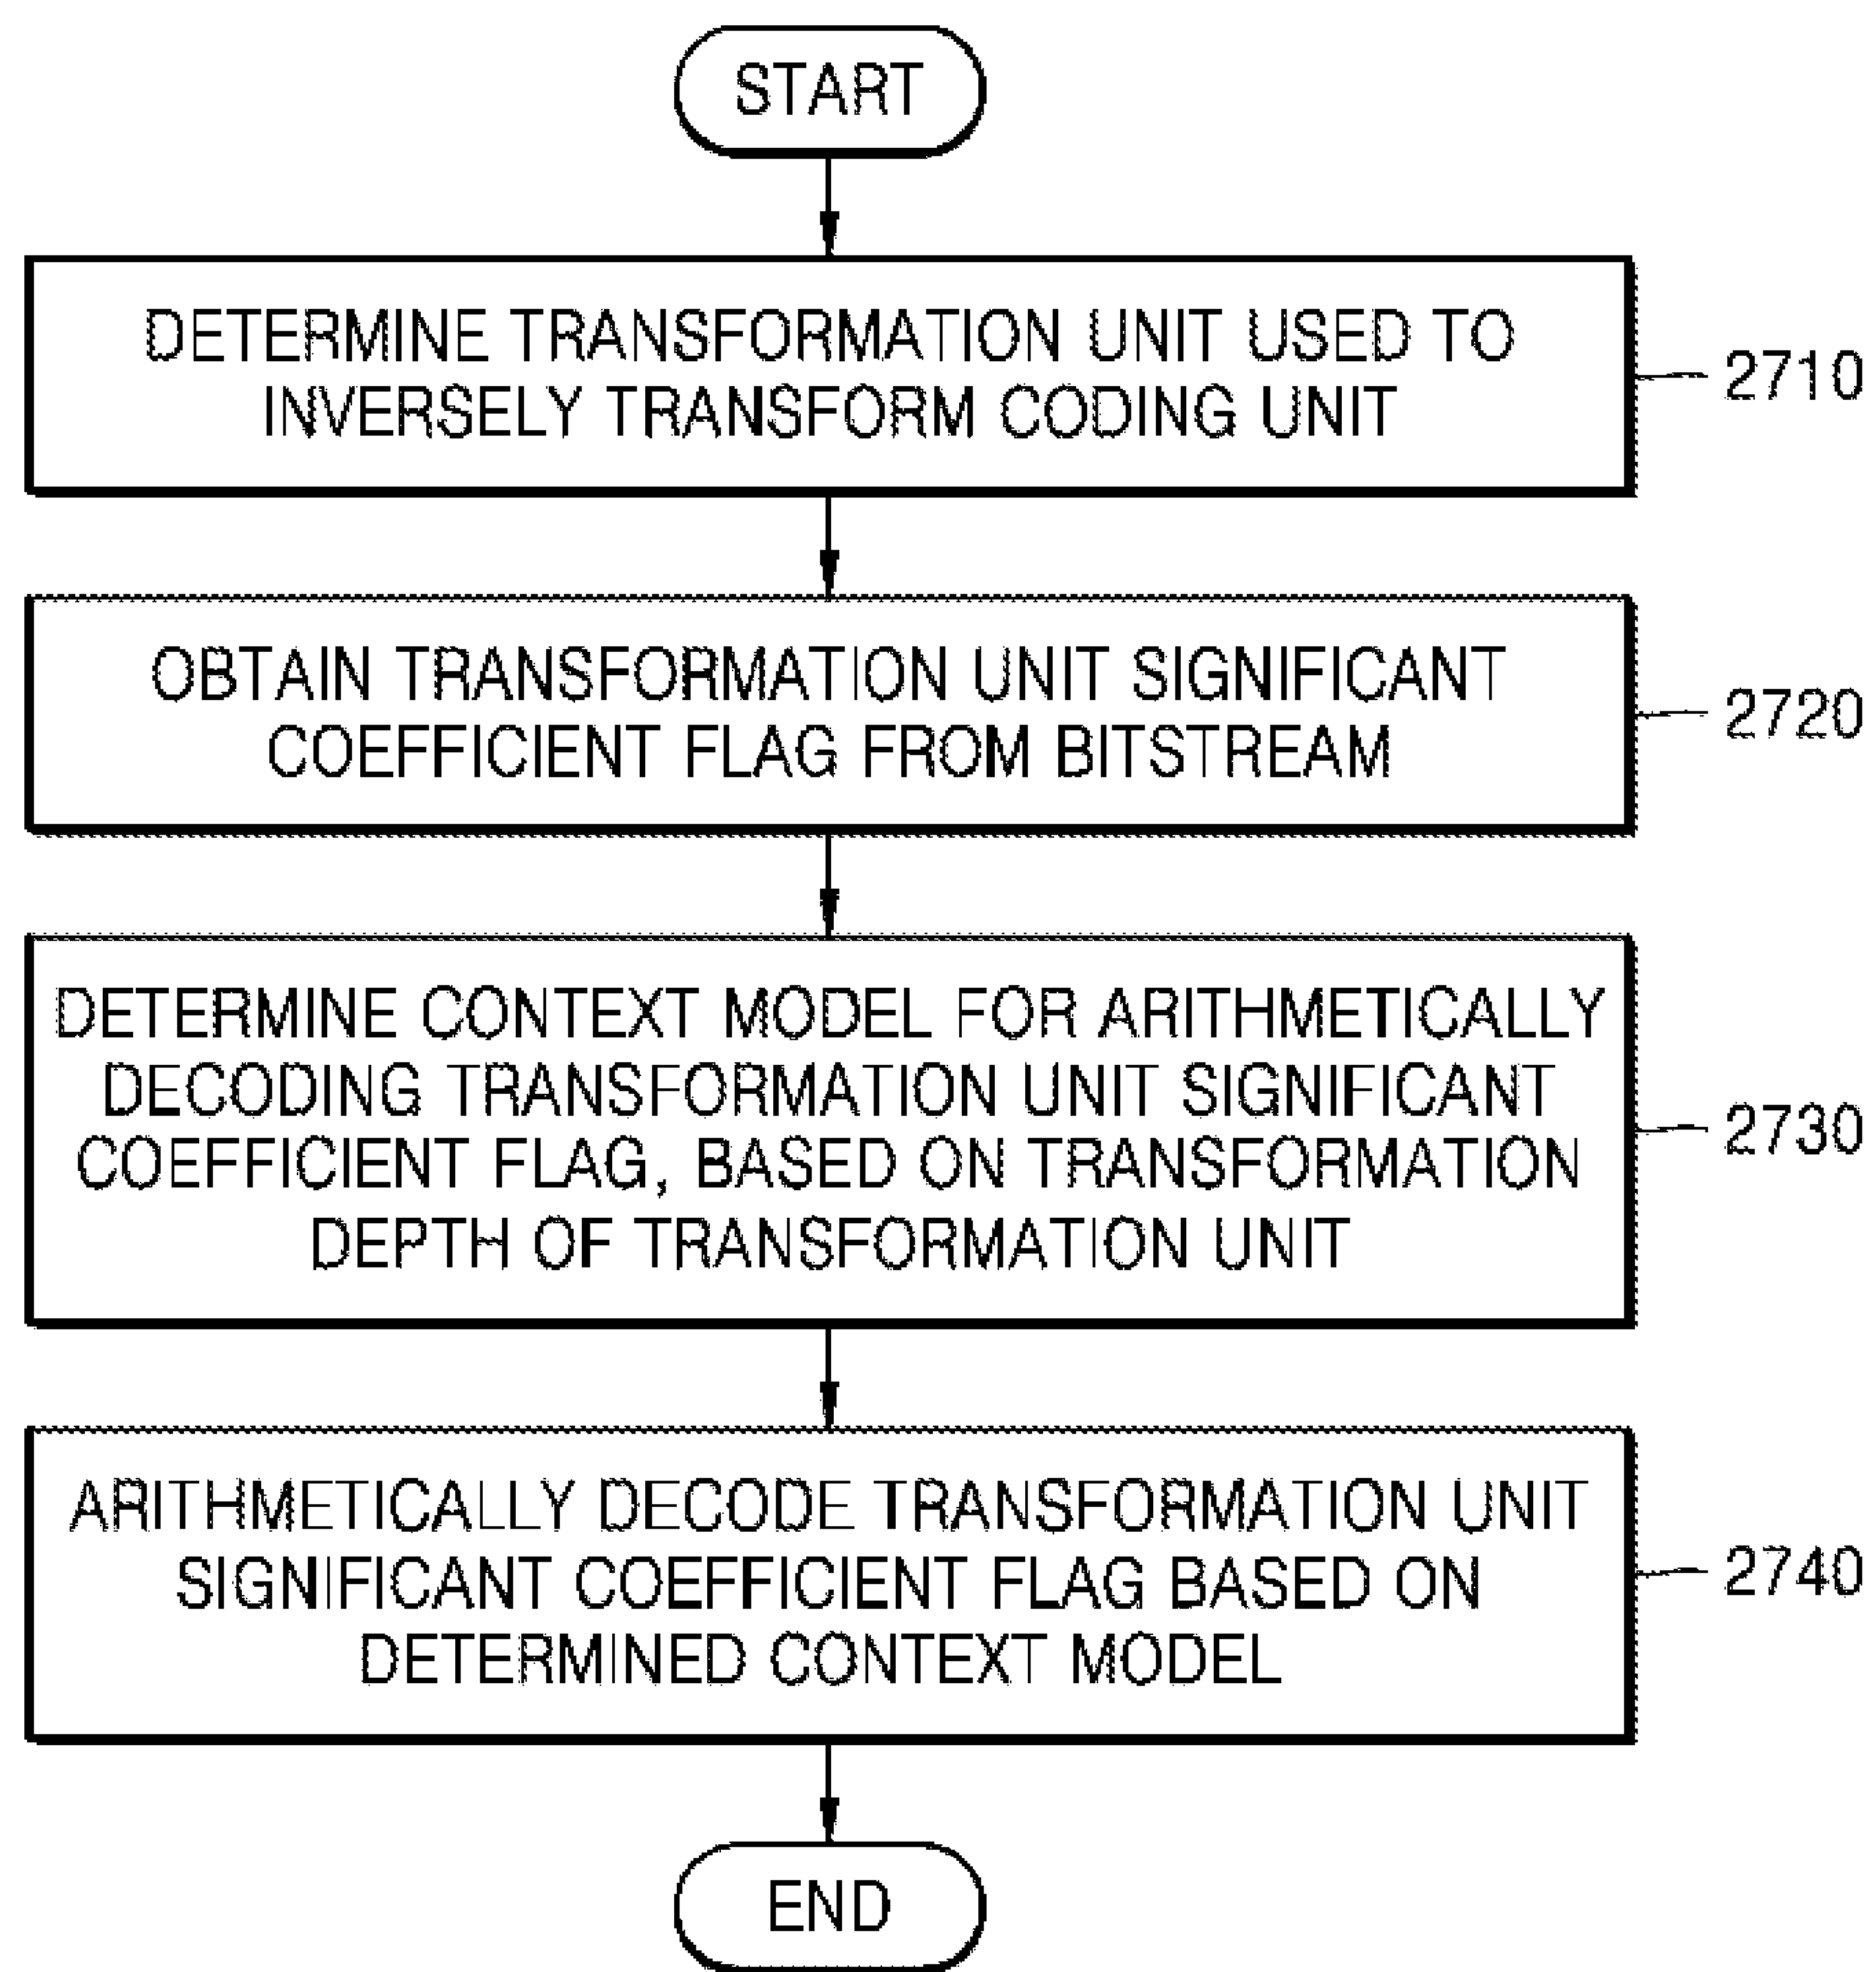 START
DETERMINE TRANSFORMATION UNIT USED TO
INVERSELY TRANSFORM CODING UNIT
2710
OBTAIN TRANSFORMATION UNIT SIGNIFICANT
COEFFICIENT FLAG FROM BITSTREAM
2720
DETERMINE CONTEXT MODEL FOR ARITHMETICALLY
DECODING TRANSFORMATION UNIT SIGNIFICANT
COEFFICIENT FLAG, BASED ON TRANSFORMATION
DEPTH OF TRANSFORMATION UNIT
2730
ARITHMETICALLY DECODE TRANSFORMATION UNIT
SIGNIFICANT COEFFICIENT FLAG BASED ON
DETERMINED CONTEXT MODEL
2740
END